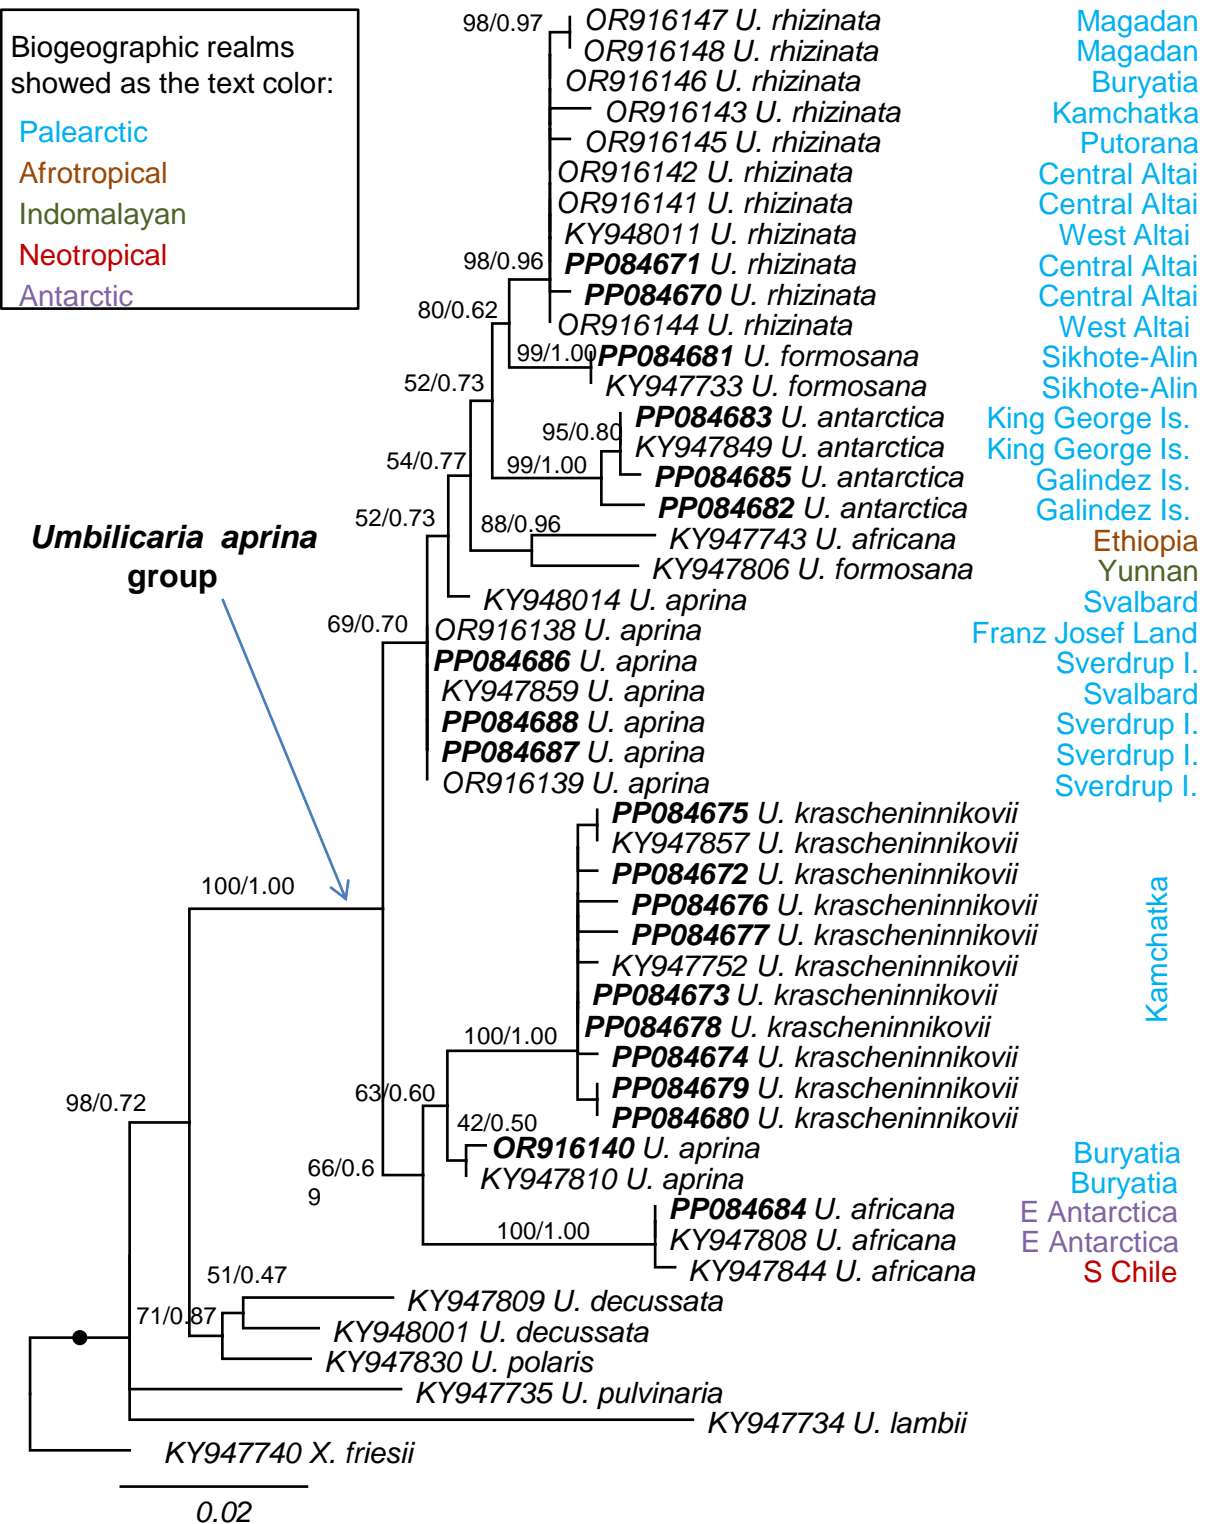 Biogeographic realms
showed as the text color:
Palearctic
Afrotropical
Indomalayan
Neotropical
Antarctic
98/0.97 OR916147 U. rhizinata Magadan
OR916148 U. rhizinata Magadan
OR916146 U. rhizinata Buryatia
OR916143 U. rhizinata Kamchatka
OR916145 U. rhizinata Putorana
OR916142 U. rhizinata Central Altai
OR916141 U. rhizinata Central Altai
KY948011 U. rhizinata West Altai
98/0.96 PP084671 U. rhizinata Central Altai
PP084670 U. rhizinata Central Altai
80/0.62
OR916144 U. rhizinata West Altai
99/1.00 PP084681 U. formosana Sikhote-Alin
52/0.73 KY947733 U. formosana Sikhote-Alin
PP084683 U. antarctica King George Is.
95/0.80 KY947849 U. antarctica King George Is.
54/0.77 99/1.00 PP084685 U. antarctica Galindez Is.
PP084682 U. antarctica Galindez Is.
52/0.73 88/0.96
KY947743 U. africana Ethiopia
Umbilicaria aprina
group
KY947806 U. formosana Yunnan
KY948014 U. aprina Svalbard
69/0.70 OR916138 U. aprina Franz Josef Land
PP084686 U. aprina Sverdrup I.
KY947859 U. aprina Svalbard
PP084688 U. aprina Sverdrup I.
PP084687 U. aprina Sverdrup I.
OR916139 U. aprina Sverdrup I.
PP084675 U. krascheninnikovii
KY947857 U. krascheninnikovii
100/1.00 PP084672 U. krascheninnikovii
PP084676 U. krascheninnikovii
PP084677 U. krascheninnikovii
Kamchatka
KY947752 U. krascheninnikovii
PP084673 U. krascheninnikovii
PP084678 U. krascheninnikovii
100/1.00 PP084674 U. krascheninnikovii
63/0.60 PP084679 U. krascheninnikovii
98/0.72 PP084680 U. krascheninnikovii
42/0.50
OR916140 U. aprina Buryatia
66/0.6
9
KY947810 U. aprina Buryatia
PP084684 U. africana E Antarctica
100/1.00 KY947808 U. africana E Antarctica
KY947844 U. africana S Chile
51/0.47
KY947809 U. decussata
71/0.87
KY948001 U. decussata
KY947830 U. polaris
KY947735 U. pulvinaria
KY947734 U. lambii
KY947740 X. friesii
0.02